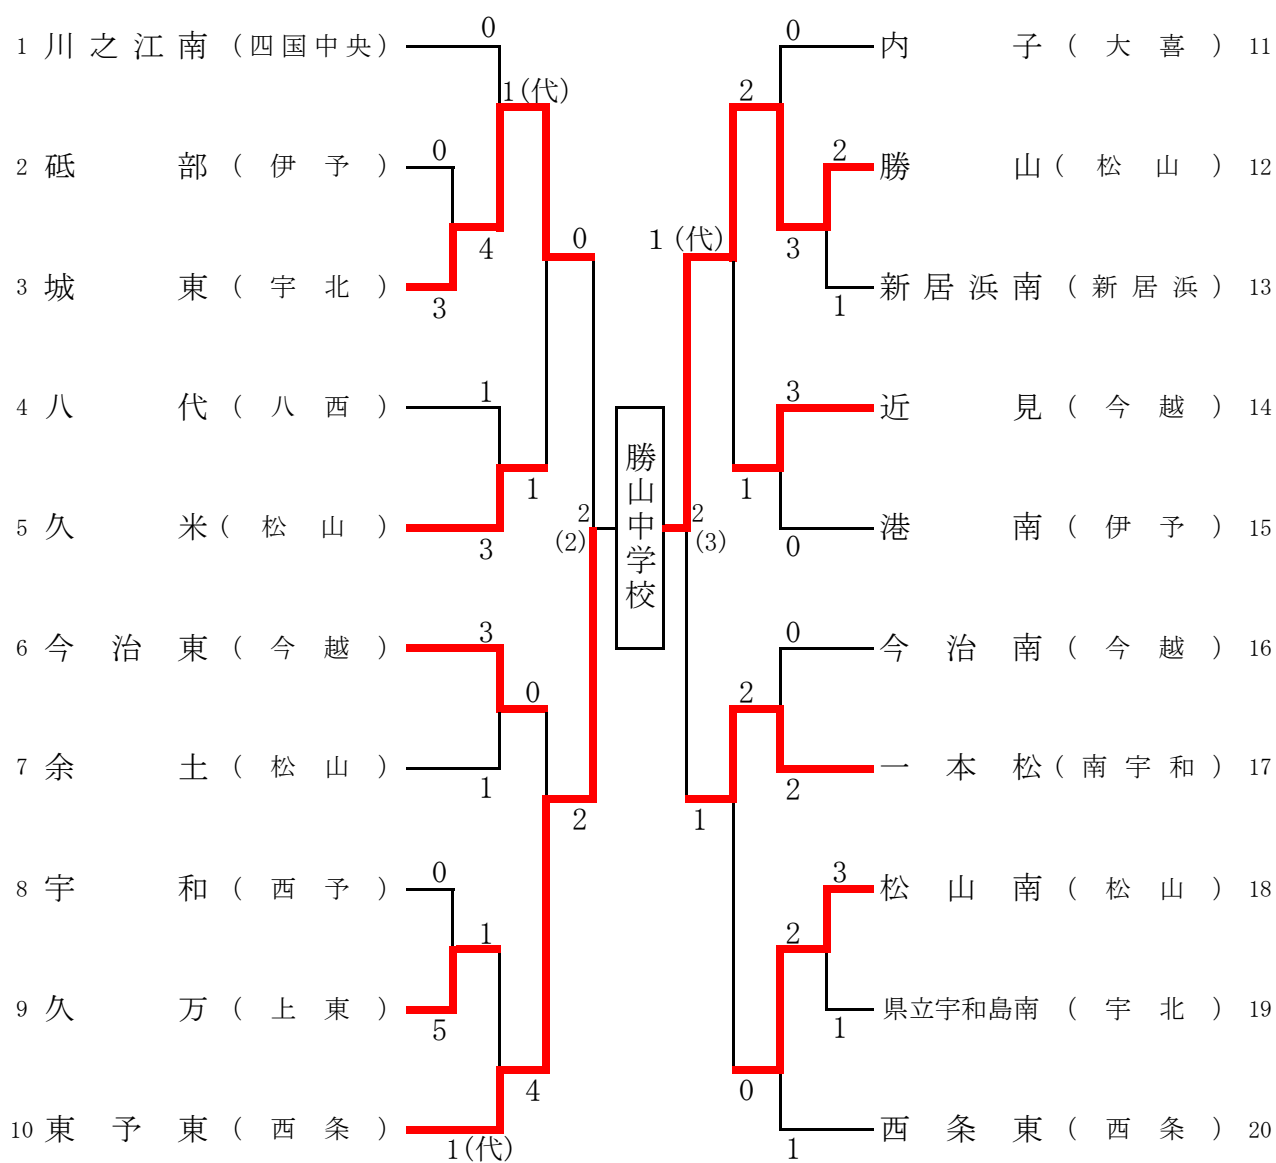 1 川之江南 (四国中央)
2 砥部 (伊予)
3 城東 (宇北)
4 八代 (八西)
5 久米 (松山)
6 今治東 (今越)
7 余土 (松山)
8 宇和 (西予)
9 久万 (上東)
10 東予東 (西条)
0
1(代)
0
4
3
0
1
1
3
2
(2)
3
0
1
2
0
1
5
4
1(代)
勝山中学校
0
2
2
1 (代)
3
1
3
1
0
2
(3)
0
2
2
1
3
2
1
0
1
内子 (大喜) 11
勝山 (松山) 12
新居浜南 (新居浜) 13
近見 (今越) 14
港南 (伊予) 15
今治南 (今越) 16
一本松 (南宇和) 17
松山南 (松山) 18
県立宇和島南 (宇北) 19
西条東 (西条) 20